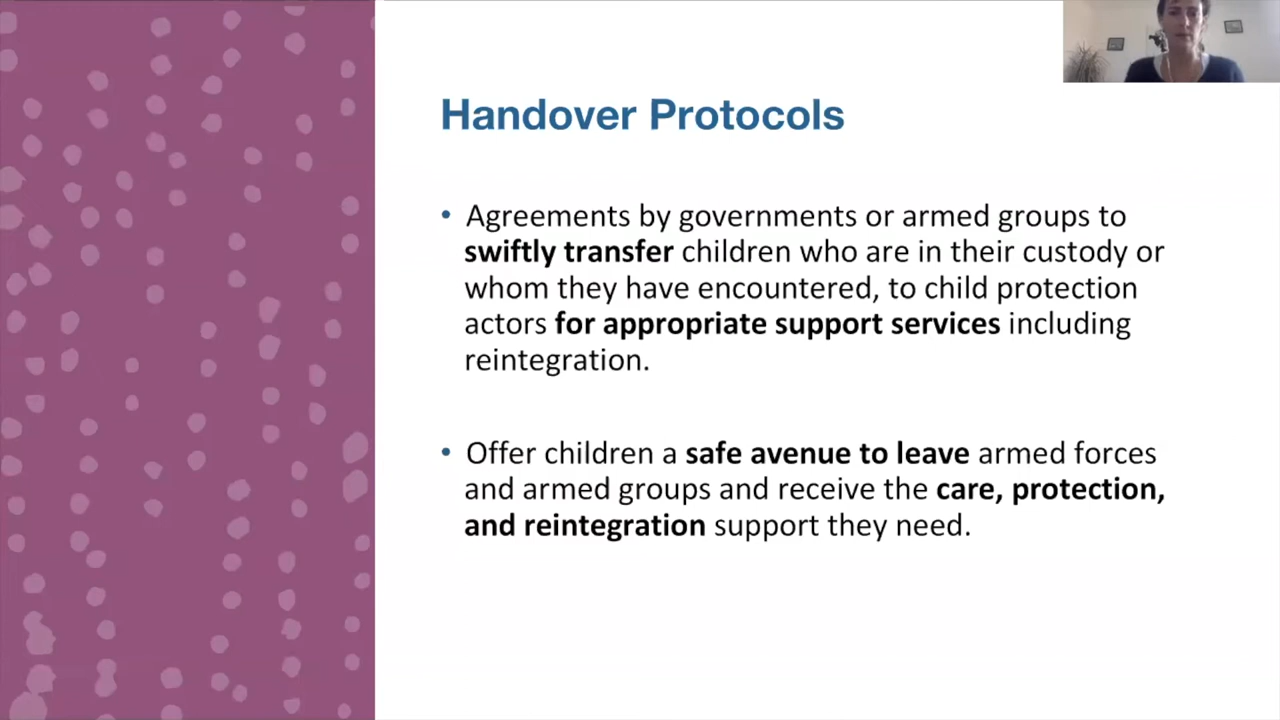 Handover Protocols
• Agreements by governments or armed groups to
swiftly transfer children who are in their custody or
whom they have encountered, to child protection
actors for appropriate support services including
reintegration.
• Offer children a safe avenue to leave armed forces
and armed groups and receive the care, protection,
and reintegration support they need.